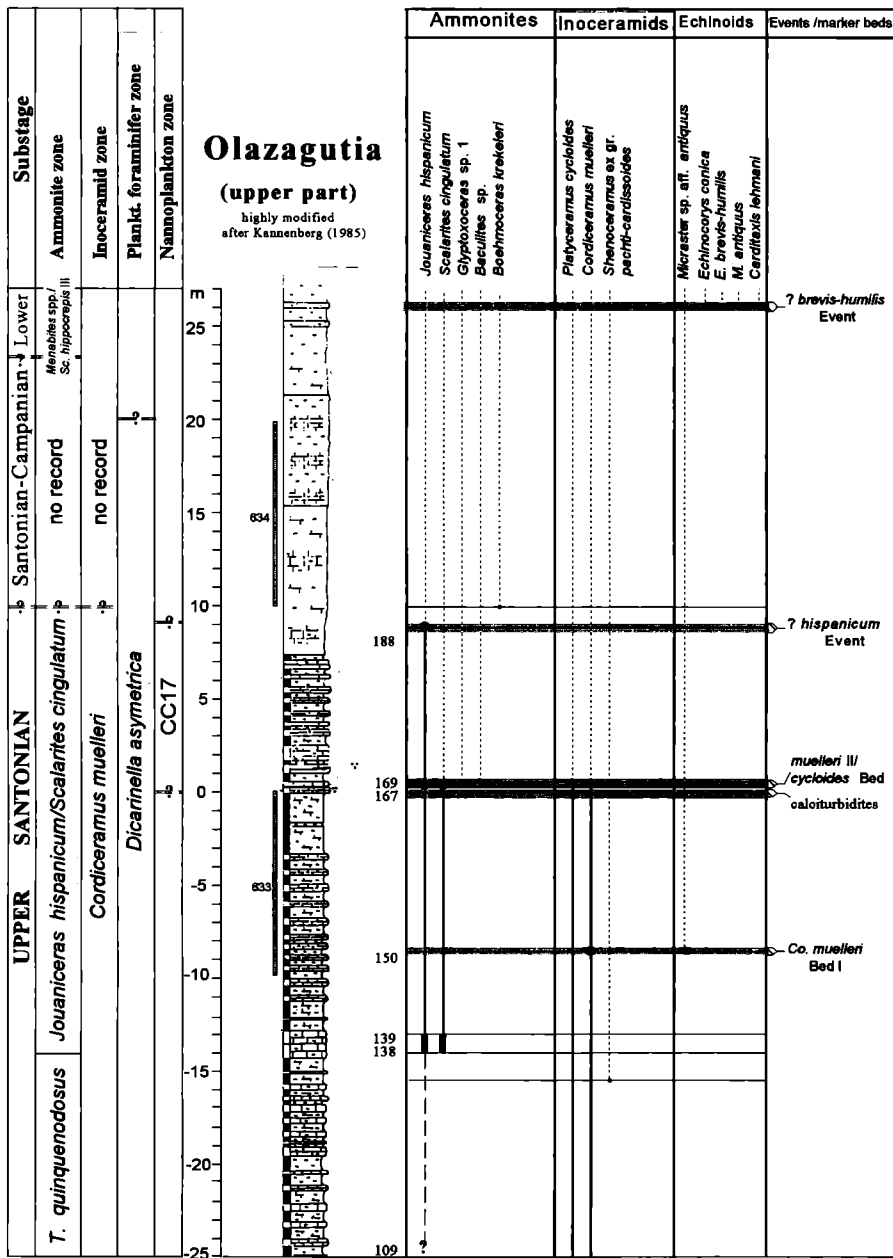 Ammonites
Inoceramids
Echinoids
Events /marker beds
Substage
Ammonite zone
Inoceramid zone
Plankt. foraminifer zone
Nannoplankton zone
Olazagutia
(upper part)
highly modified
after Kannenberg (1985)
Jouaniceras hispanicum
Scalarites cingulatum
Glyptoxoceras sp. 1
Baculites sp.
Boehmoceras krekeleri
Platyceramus cycloides
Cordiceramus muelleri
Shenoceramus ex gr.
pachti-cardissoides
Micraster sp. aff. antiquus
Echinocorys conica
E. brevis-humilis
M. antiquus
Carditaxis lehmani
Lower
Santonian-Campanian
UPPER SANTONIAN
Menabites spp./
Sc. hippocrepis III
no record
Jouaniceras hispanicum/Scalarites cingulatum
T. quinquenodosus
no record
Cordiceramus muelleri
Dicarinella asymetrica
CC17
?
?
?
?
?
?
?
m
25
20
15
10
5
0
-5
-10
-15
-20
-25
634
633
188
169
167
150
139
138
109
?
? brevis-humilis
Event
? hispanicum
Event
muelleri II/
cycloides Bed
calciturbidites
Co. muelleri
Bed I